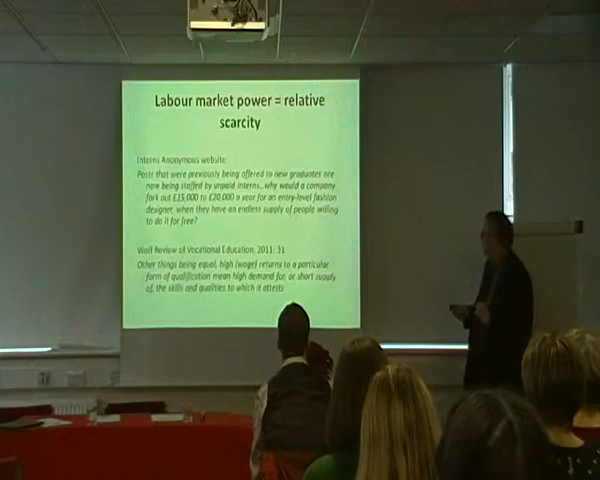 Labour market power = relative
scarcity
Interns Anonymous website:
Posts that were previously being offered to new graduates are
now being staffed by unpaid interns...why would a company
fork out £15,000 to £20,000 a year for an entry-level fashion
designer, when they have an endless supply of people willing
to do it for free?
Wolf Review of Vocational Education, 2011: 31
Other things being equal, high (wage) returns to a particular
form of qualification mean high demand for, or short supply
of, the skills and qualities to which it attests